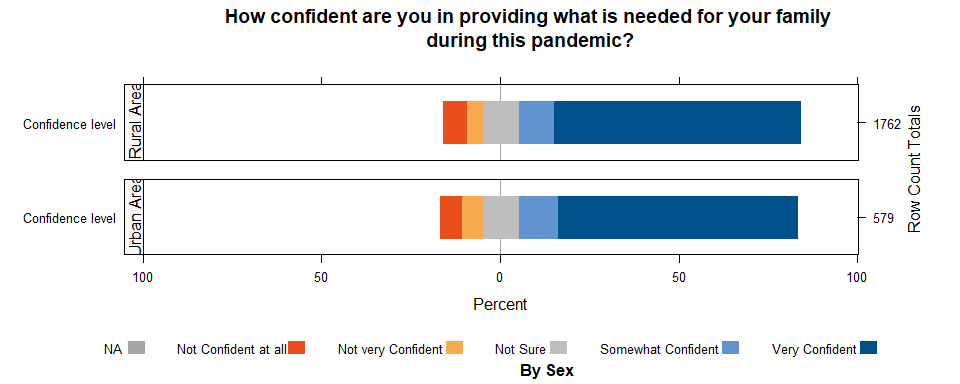 How confident are you in providing what is needed for your family
during this pandemic?
Rural Area
Confidence level
1762
Urban Area
Confidence level
579
Row Count Totals
100 50 0 50 100
Percent
NA Not Confident at all Not very Confident Not Sure Somewhat Confident Very Confident
By Sex